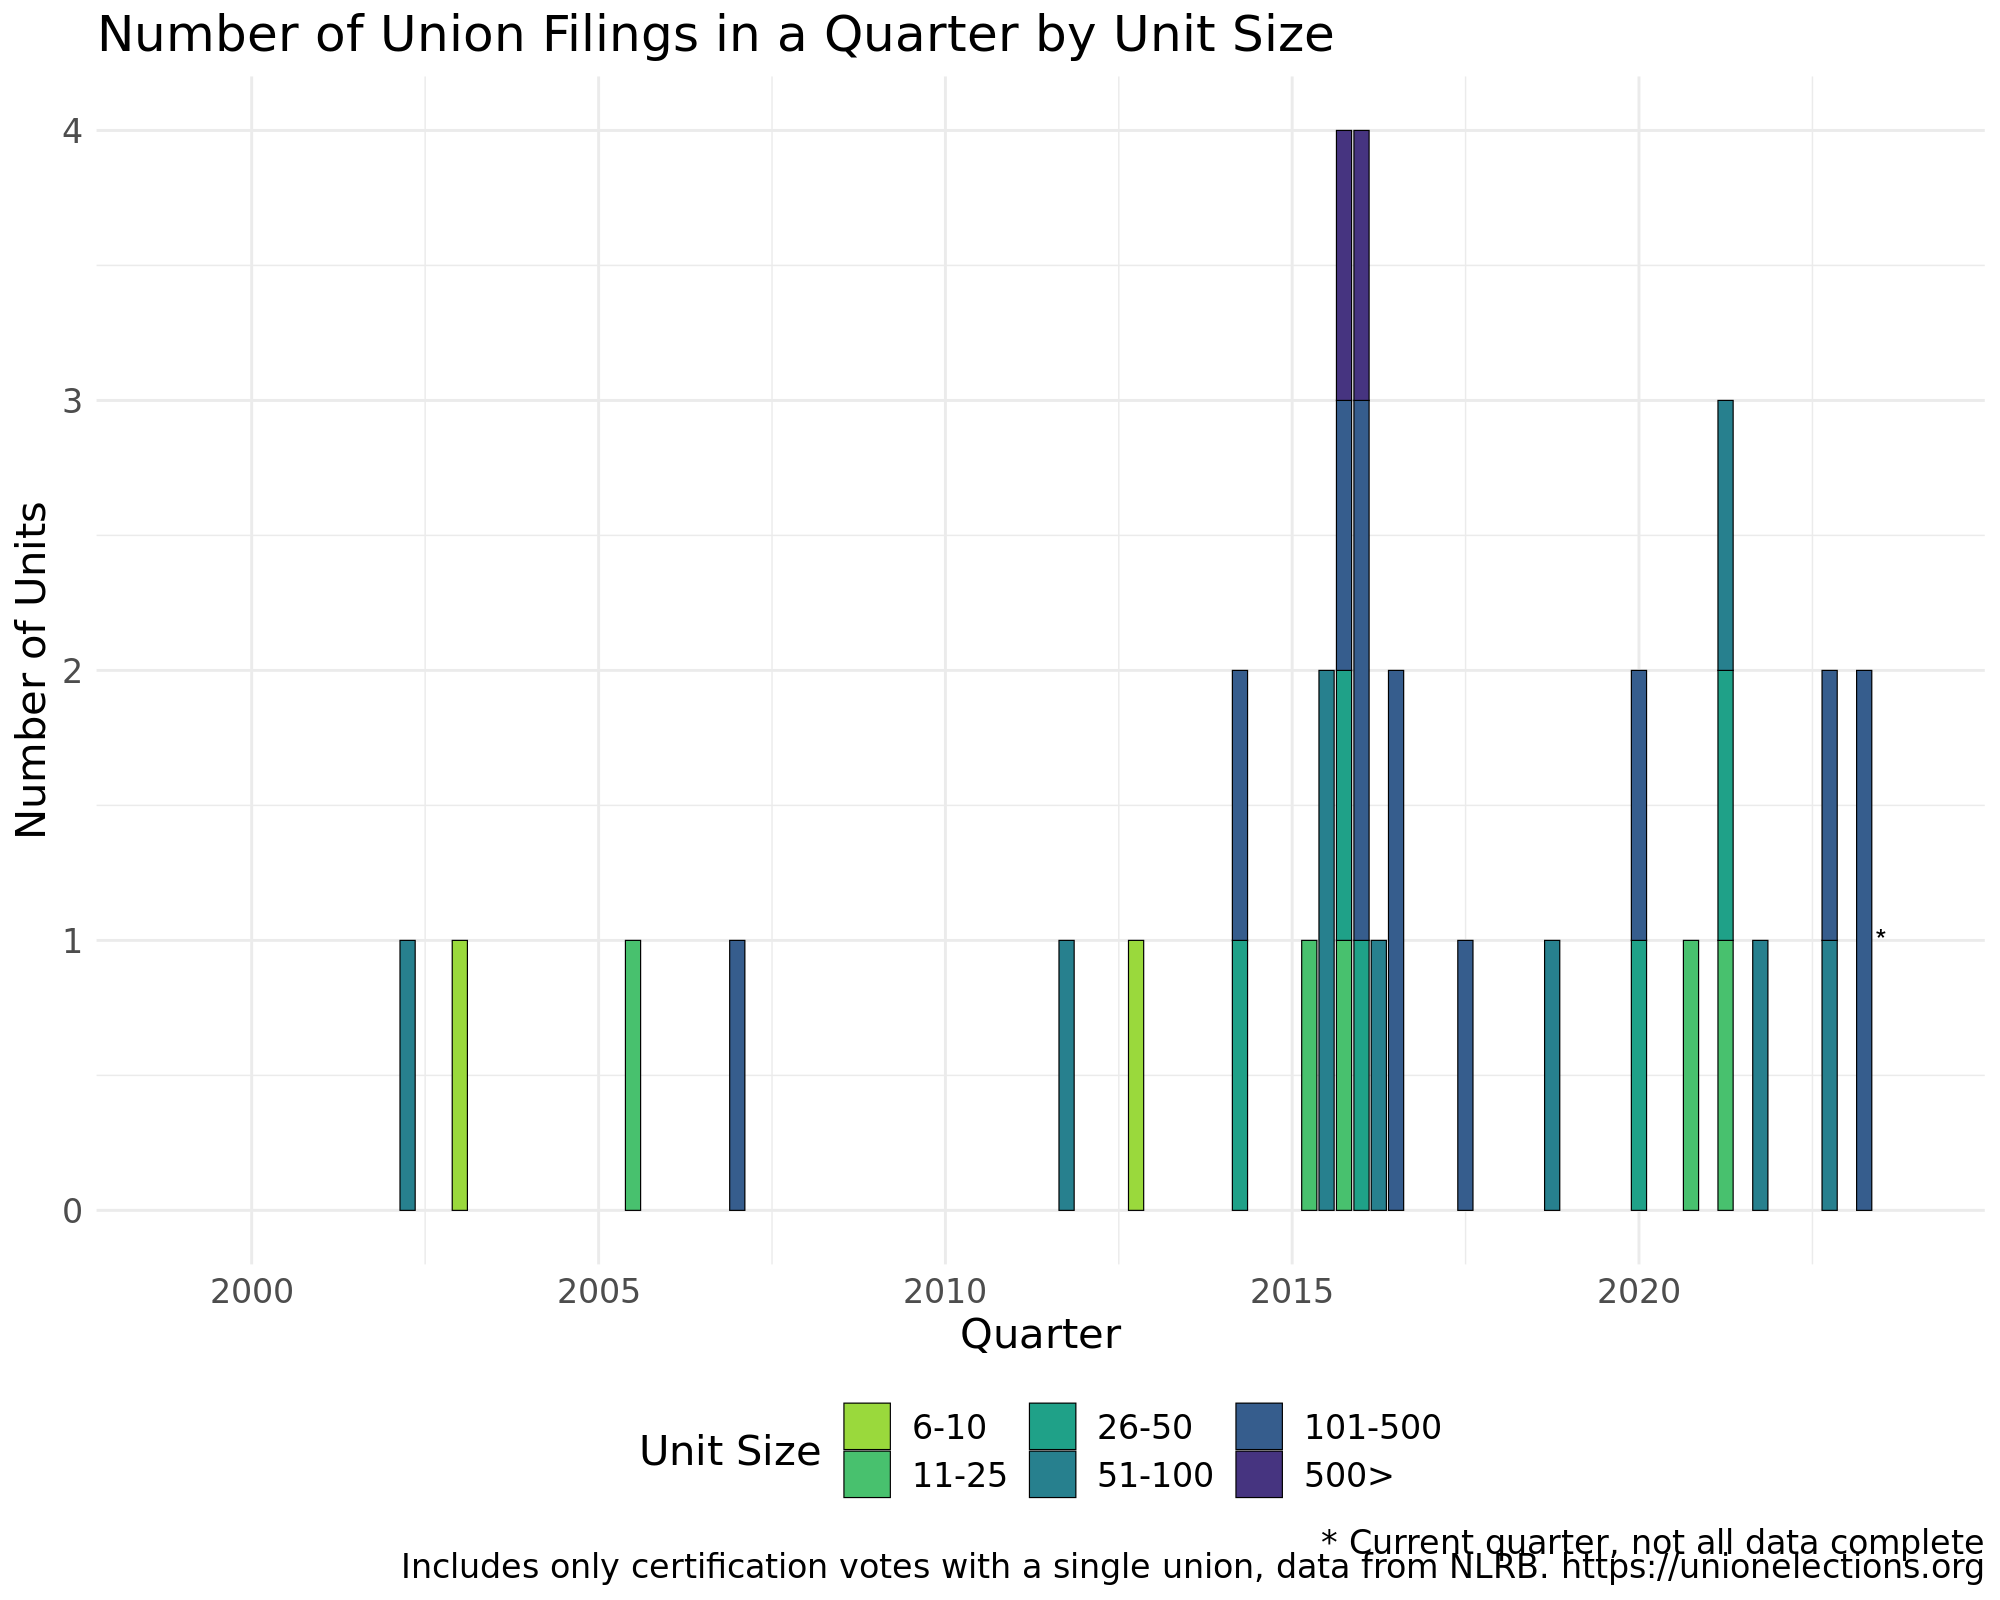 Number of Union Filings in a Quarter by Unit Size
Number of Units
4
3
2
1
0
*
2000 2005 2010 2015 2020
Quarter
Unit Size
6-10 26-50 101-500
11-25 51-100 500>
* Current quarter, not all data complete
Includes only certification votes with a single union, data from NLRB. https://unionelections.org